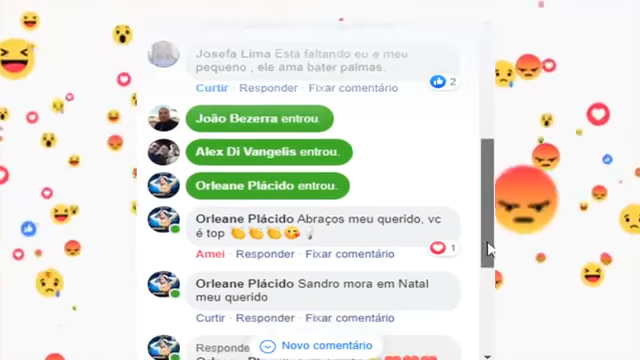 Josefa Lima Está faltando eu e meu
pequeno , ele ama bater palmas.
Curtir · Responder · Fixar comentário
2
João Bezerra entrou.
Alex Di Vangelis entrou.
Orleane Plácido entrou.
Orleane Plácido Abraços meu querido, vc
é top 👏👏👏😋💡
Amei · Responder · Fixar comentário
1
Orleane Plácido Sandro mora em Natal
meu querido
Curtir · Responder · Fixar comentário
Responde
Novo comentário